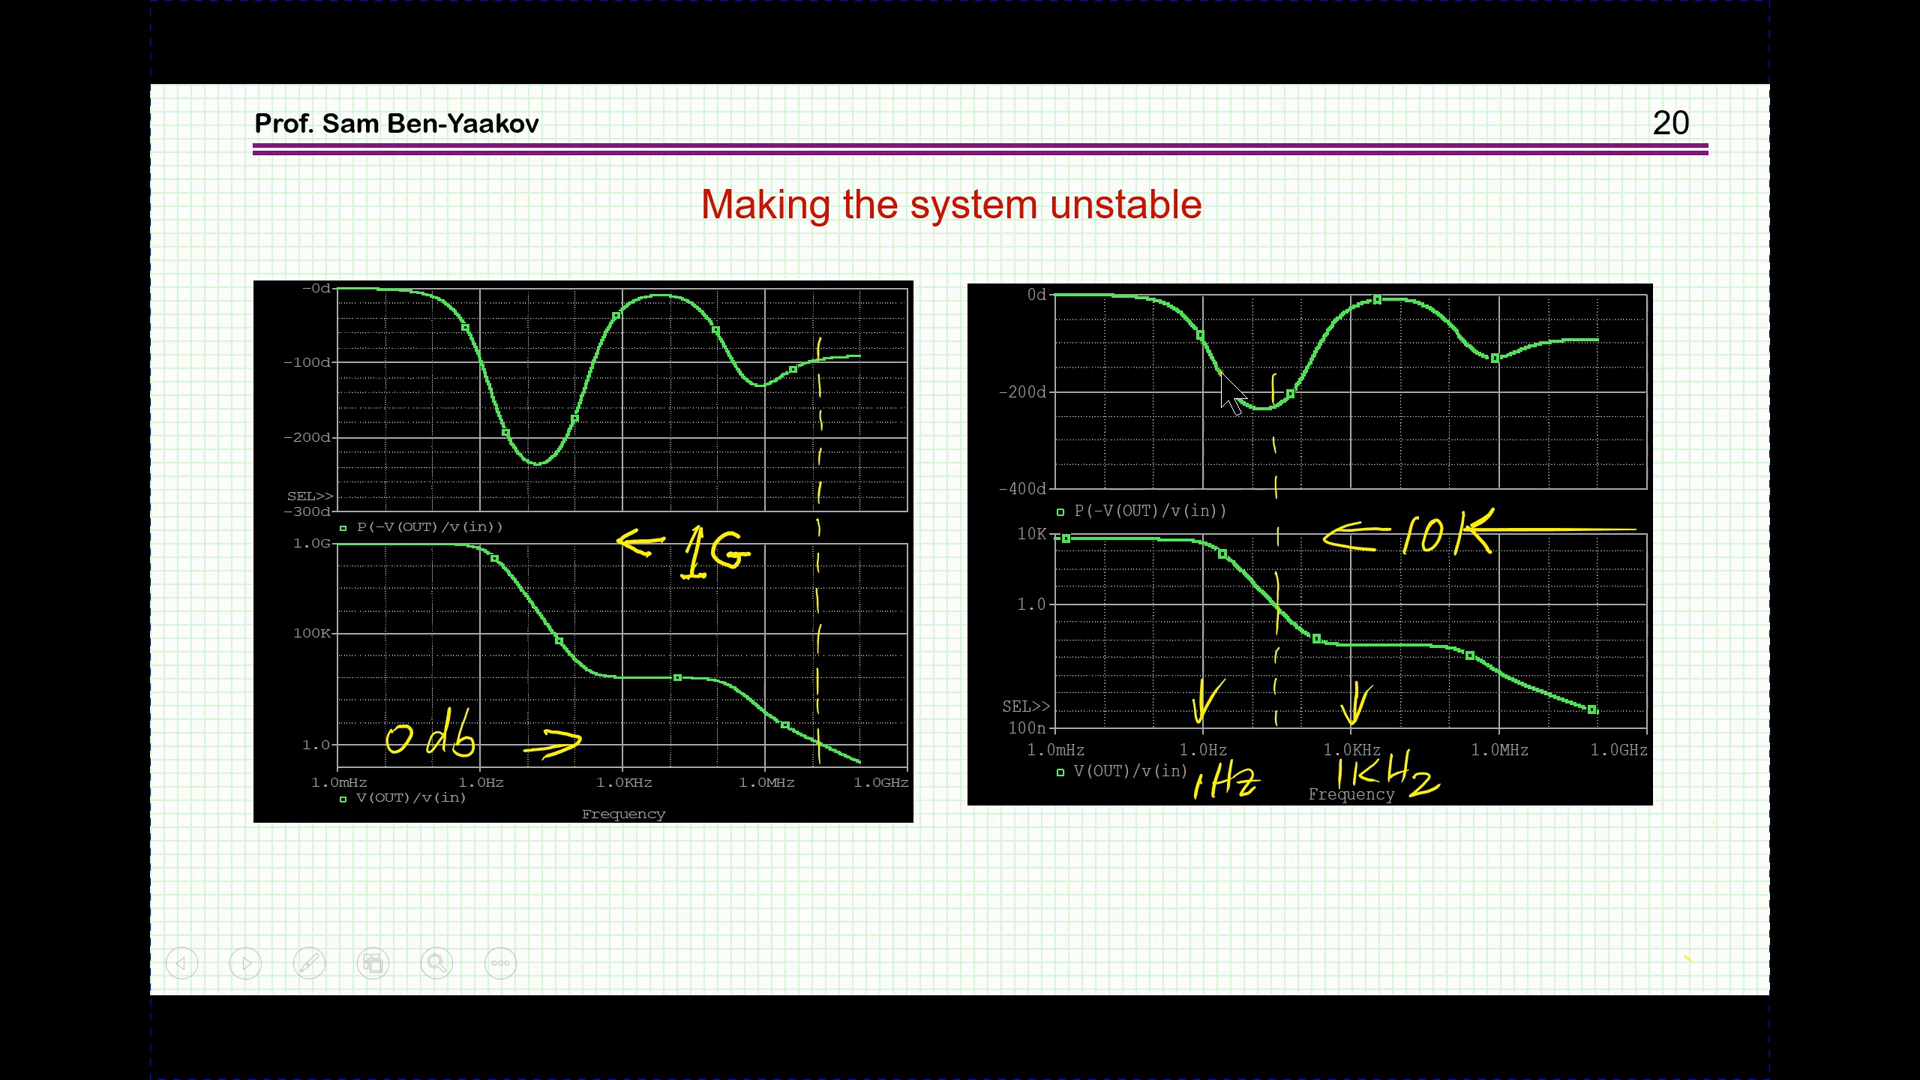 Prof. Sam Ben-Yaakov
20
Making the system unstable
-0d
-100d
-200d
SEL>>
-300d
P(-V(OUT)/v(in))
1.0G
← 1G
100K
1.0
0 db →
1.0mHz 1.0Hz 1.0KHz 1.0MHz 1.0GHz
V(OUT)/v(in)
Frequency
0d
-200d
-400d
P(-V(OUT)/v(in))
10K
← 10K
1.0
SEL>>
100n
1.0mHz 1.0Hz 1.0KHz 1.0MHz 1.0GHz
V(OUT)/v(in)
1Hz 1KHz
Frequency